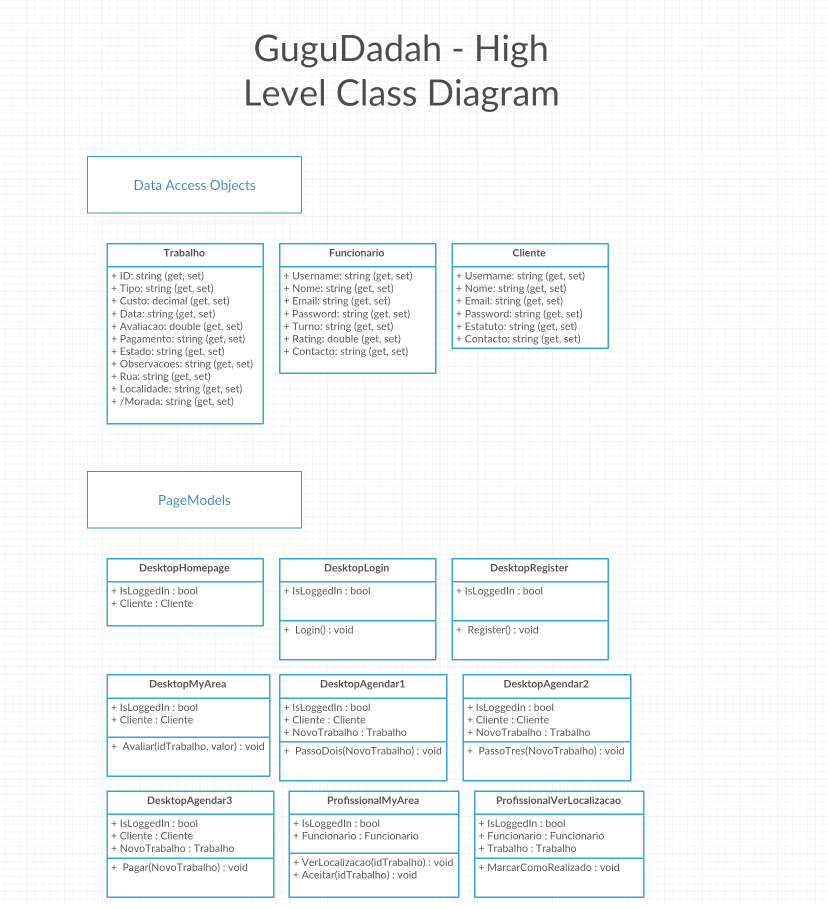 GuguDadah - High
Level Class Diagram
Data Access Objects
Trabalho
+ ID: string (get, set)
+ Tipo: string (get, set)
+ Custo: decimal (get, set)
+ Data: string (get, set)
+ Avaliacao: double (get, set)
+ Pagamento: string (get, set)
+ Estado: string (get, set)
+ Observacoes: string (get, set)
+ Rua: string (get, set)
+ Localidade: string (get, set)
+ /Morada: string (get, set)
Funcionario
+ Username: string (get, set)
+ Nome: string (get, set)
+ Email: string (get, set)
+ Password: string (get, set)
+ Turno: string (get, set)
+ Rating: double (get, set)
+ Contacto: string (get, set)
Cliente
+ Username: string (get, set)
+ Nome: string (get, set)
+ Email: string (get, set)
+ Password: string (get, set)
+ Estatuto: string (get, set)
+ Contacto: string (get, set)
PageModels
DesktopHomepage
+ IsLoggedIn : bool
+ Cliente : Cliente
DesktopLogin
+ IsLoggedIn : bool
+ Login() : void
DesktopRegister
+ IsLoggedIn : bool
+ Register() : void
DesktopMyArea
+ IsLoggedIn : bool
+ Cliente : Cliente
+ Avaliar(idTrabalho, valor) : void
DesktopAgendar1
+ IsLoggedIn : bool
+ Cliente : Cliente
+ NovoTrabalho : Trabalho
+ PassoDois(NovoTrabalho) : void
DesktopAgendar2
+ IsLoggedIn : bool
+ Cliente : Cliente
+ NovoTrabalho : Trabalho
+ PassoTres(NovoTrabalho) : void
DesktopAgendar3
+ IsLoggedIn : bool
+ Cliente : Cliente
+ NovoTrabalho : Trabalho
+ Pagar(NovoTrabalho) : void
ProfissionalMyArea
+ IsLoggedIn : bool
+ Funcionario : Funcionario
+ VerLocalizacao(idTrabalho) : void
+ Aceitar(idTrabalho) : void
ProfissionalVerLocalizacao
+ IsLoggedIn : bool
+ Funcionario : Funcionario
+ Trabalho : Trabalho
+ MarcarComoRealizado : void